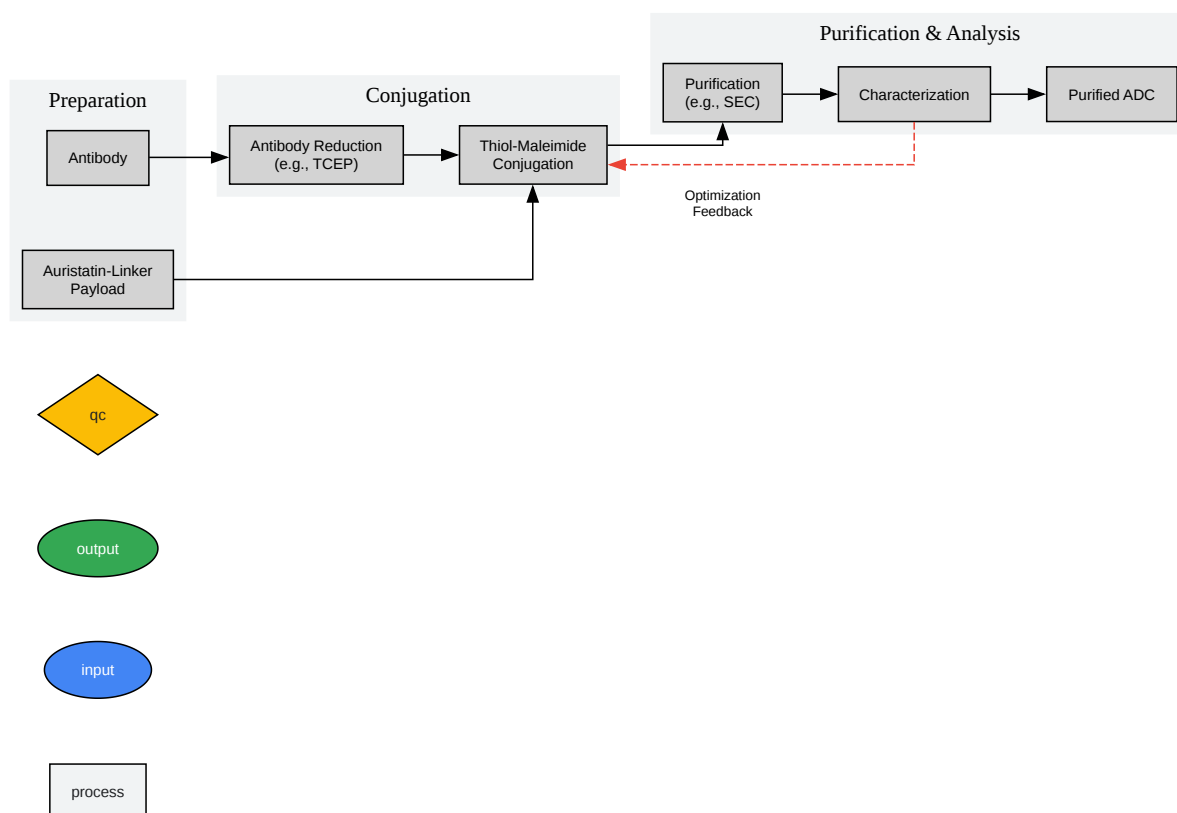 Preparation
Antibody
Auristatin-Linker
Payload
Conjugation
Antibody Reduction
(e.g., TCEP)
Thiol-Maleimide
Conjugation
Purification & Analysis
Purification
(e.g., SEC)
Characterization
Purified ADC
Optimization
Feedback
qc
output
input
process